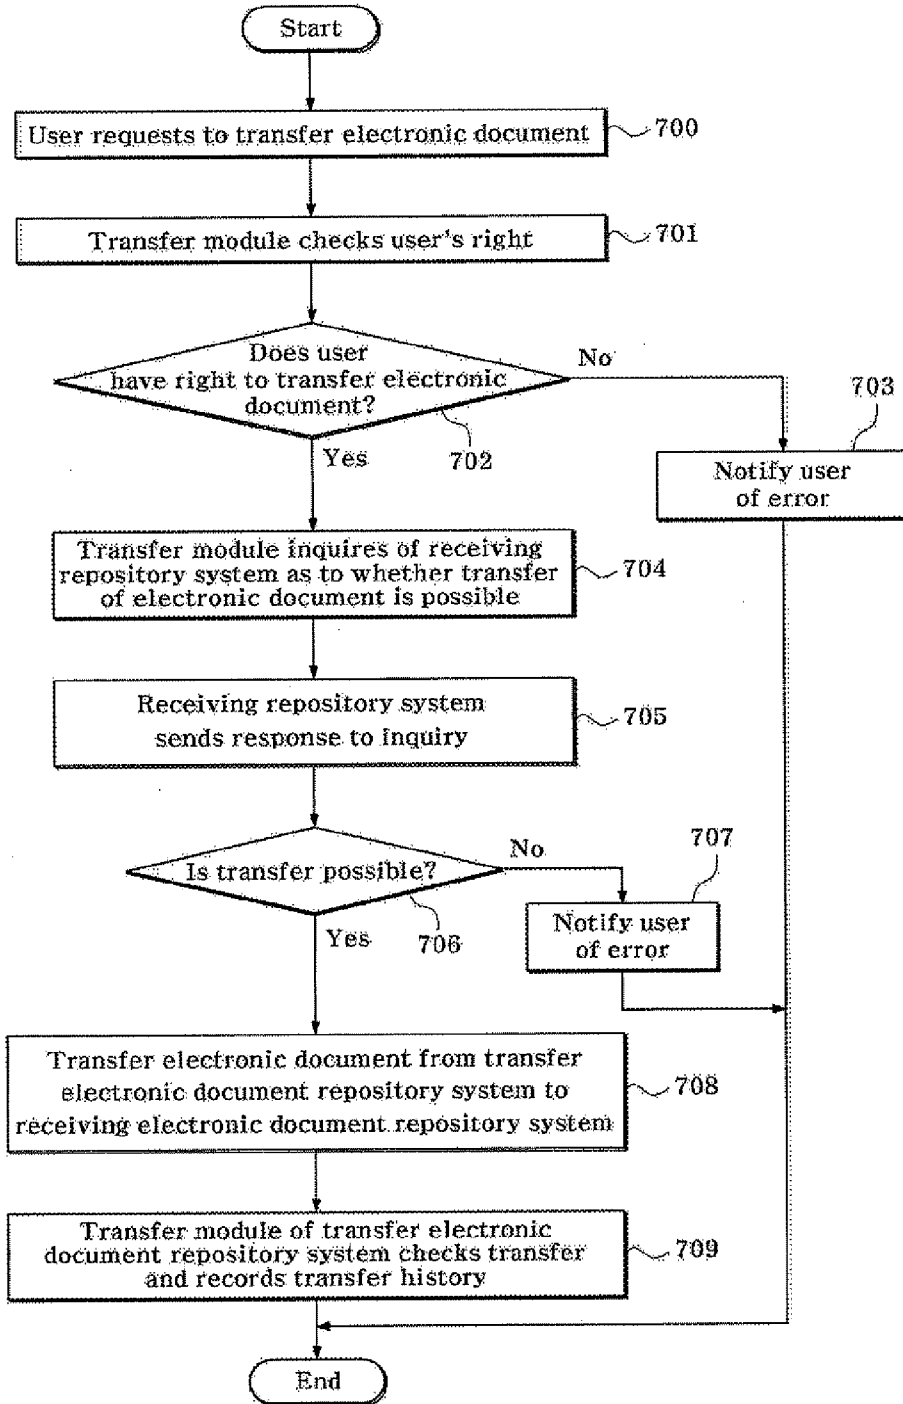 Start
User requests to transfer electronic document
700
Transfer module checks user's right
701
Does user
have right to transfer electronic
document?
No
702
Yes
703
Notify user
of error
Transfer module inquires of receiving
repository system as to whether transfer
of electronic document is possible
704
Receiving repository system
sends response to inquiry
705
Is transfer possible?
No
706
Yes
707
Notify user
of error
Transfer electronic document from transfer
electronic document repository system to
receiving electronic document repository system
708
Transfer module of transfer electronic
document repository system checks transfer
and records transfer history
709
End